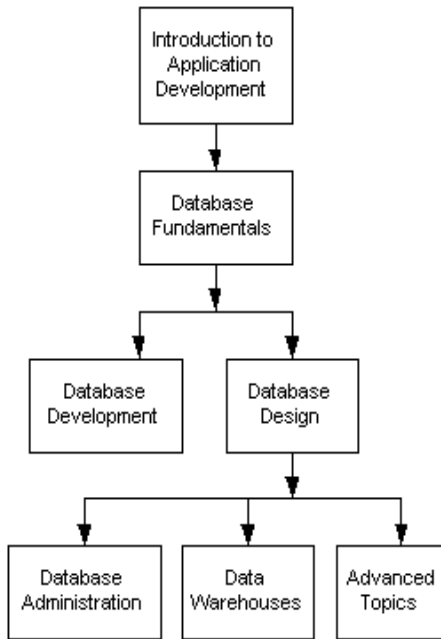 Introduction to
Application
Development
Database
Fundamentals
Database
Development
Database
Design
Database
Administration
Data
Warehouses
Advanced
Topics